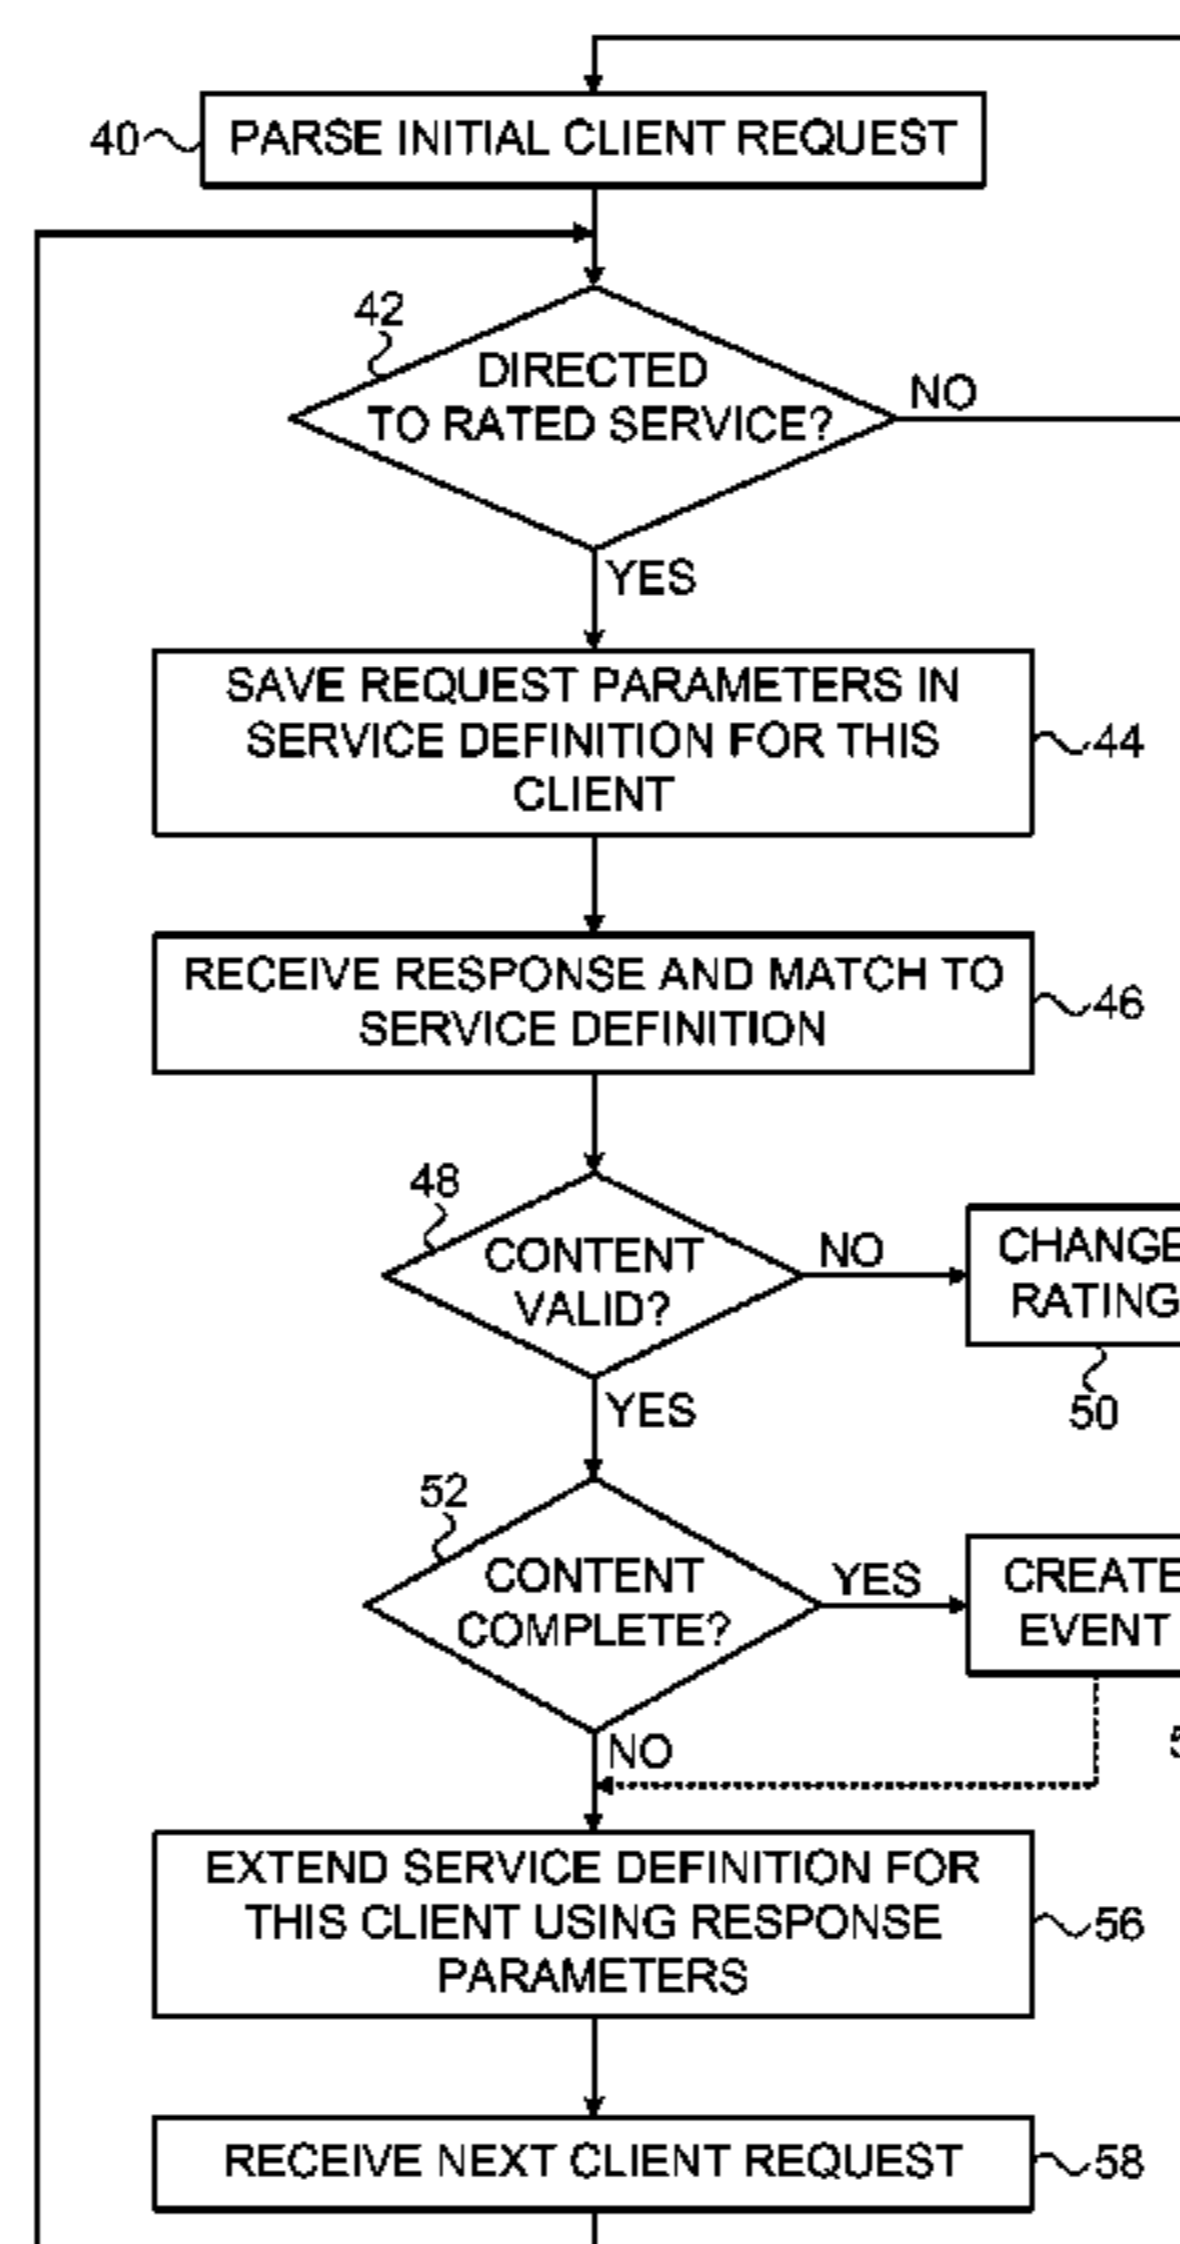 40
PARSE INITIAL CLIENT REQUEST
42
DIRECTED
TO RATED SERVICE?
NO
YES
SAVE REQUEST PARAMETERS IN
SERVICE DEFINITION FOR THIS
CLIENT
44
RECEIVE RESPONSE AND MATCH TO
SERVICE DEFINITION
46
48
CONTENT
VALID?
NO
CHANGE
RATING
50
YES
52
CONTENT
COMPLETE?
YES
CREATE
EVENT
NO
EXTEND SERVICE DEFINITION FOR
THIS CLIENT USING RESPONSE
PARAMETERS
56
RECEIVE NEXT CLIENT REQUEST
58